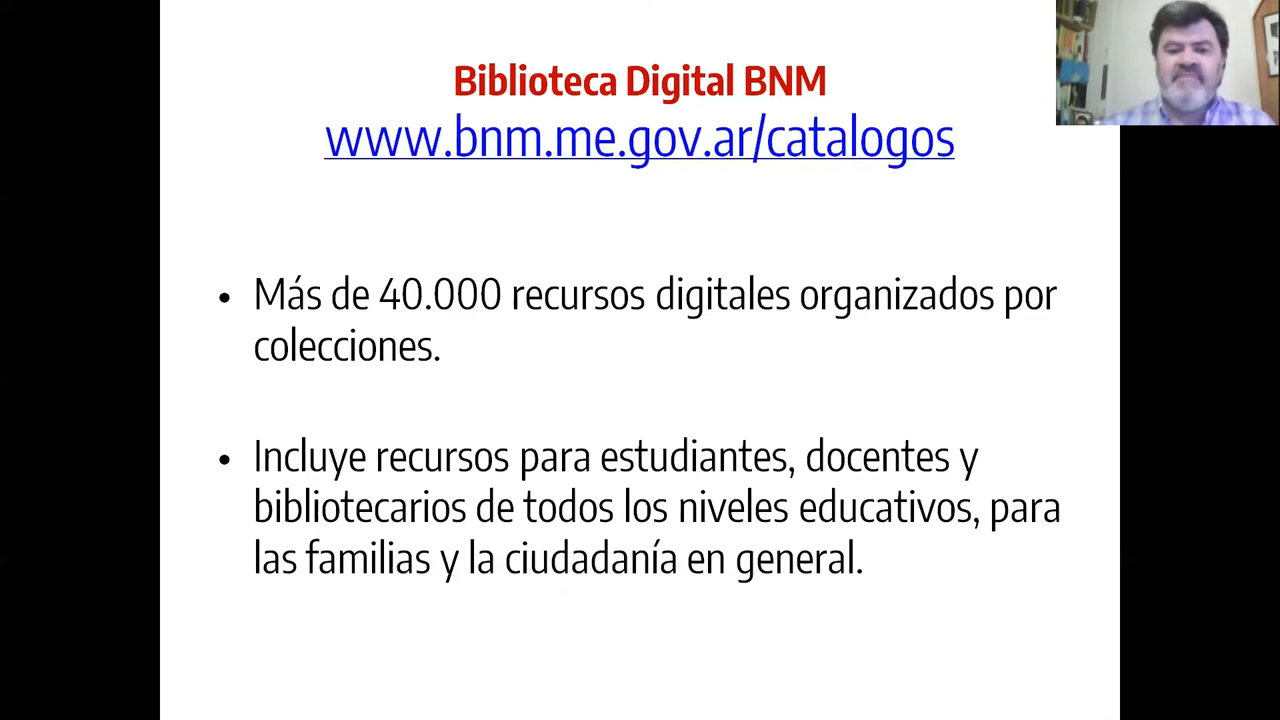 Biblioteca Digital BNM
www.bnm.me.gov.ar/catalogos
• Más de 40.000 recursos digitales organizados por
colecciones.
• Incluye recursos para estudiantes, docentes y
bibliotecarios de todos los niveles educativos, para
las familias y la ciudadanía en general.